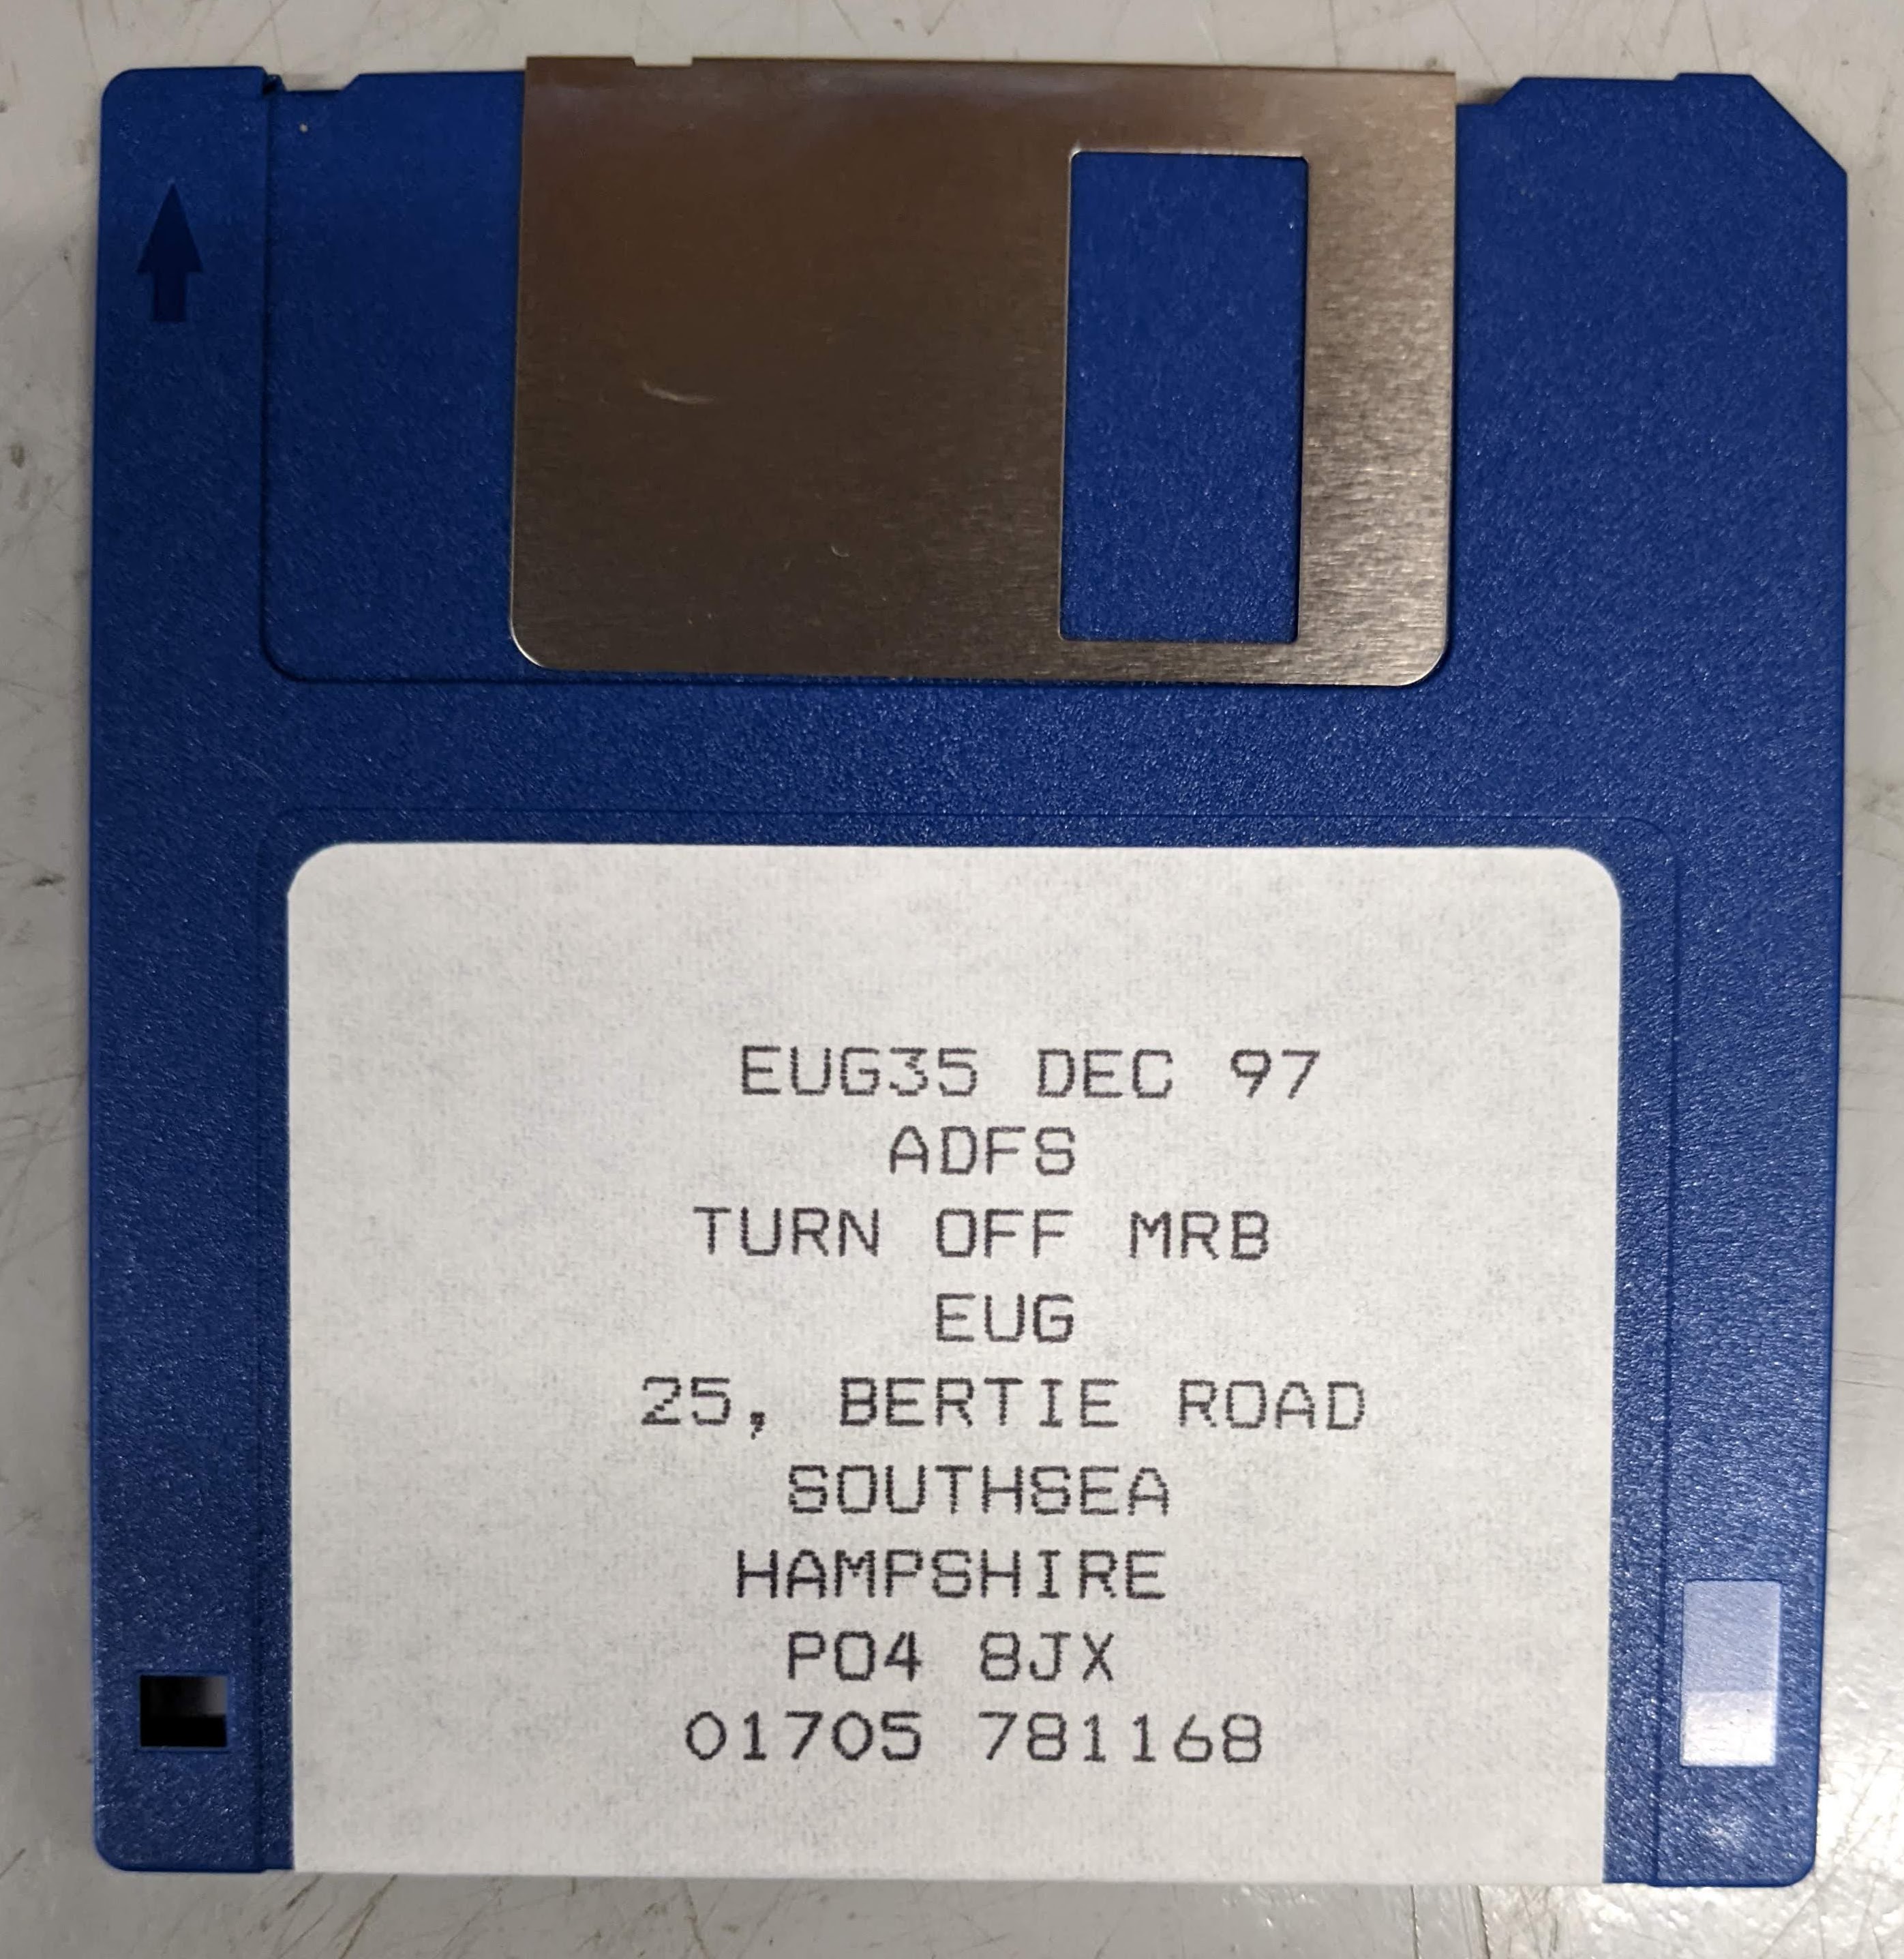 EUG35 DEC 97
ADFS
TURN OFF MRB
EUG
25, BERTIE ROAD
SOUTHSEA
HAMPSHIRE
PO4 8JX
01705 781168